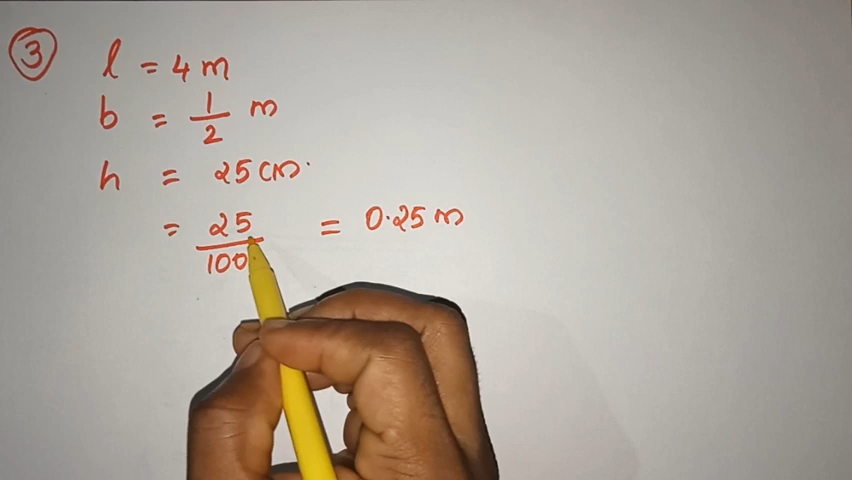 ③ l = 4 m
b = 1/2 m
h = 25 cm.
= 25/100 = 0.25 m